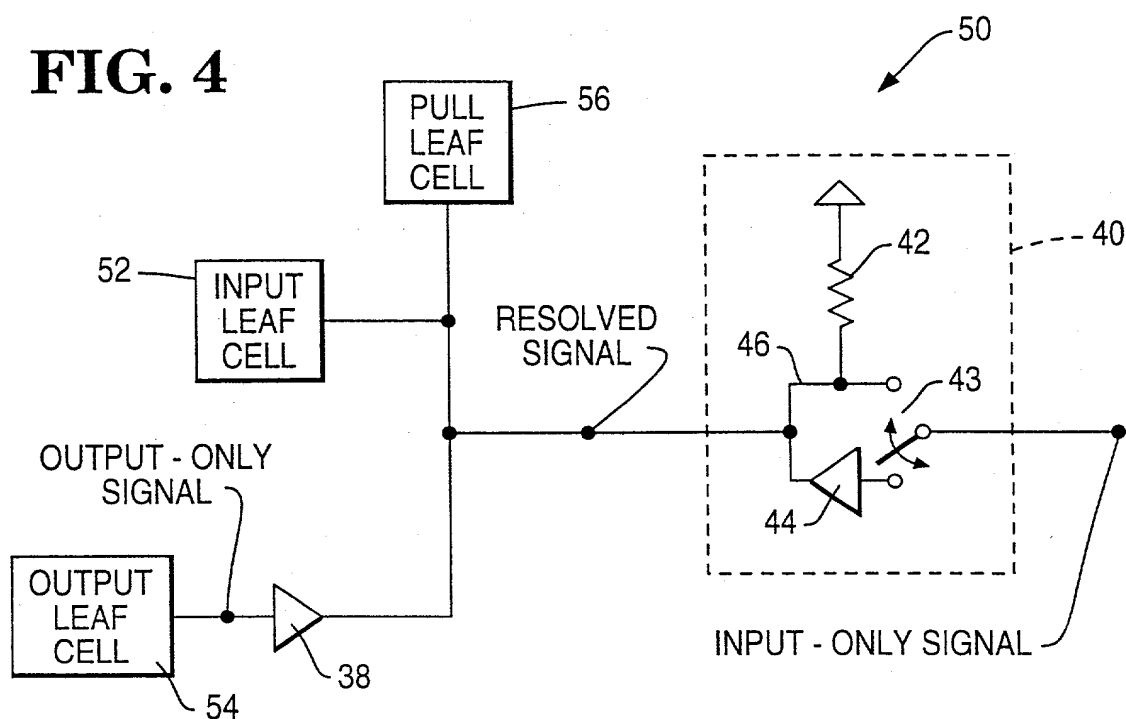 FIG. 4
50
PULL
LEAF
CELL
56
40
42
52
INPUT
LEAF
CELL
RESOLVED
SIGNAL
46
43
OUTPUT - ONLY
SIGNAL
44
OUTPUT
LEAF
CELL
38
54
INPUT - ONLY SIGNAL